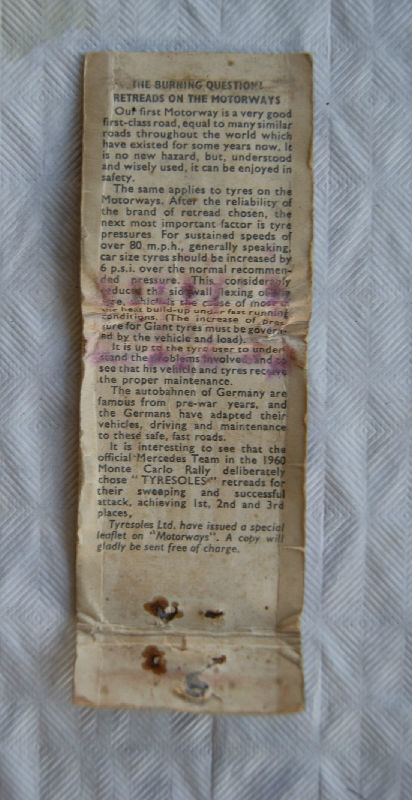 THE BURNING QUESTION!
RETREADS ON THE MOTORWAYS
Our first Motorway is a very good
first-class road, equal to many similar
roads throughout the world which
have existed for some years now. It
is no new hazard, but, understood
and wisely used, it can be enjoyed in
safety.
The same applies to tyres on the
Motorways. After the reliability of
the brand of retread chosen, the
next most important factor is tyre
pressures. For sustained speeds of
over 80 m.p.h., generally speaking,
car size tyres should be increased by
6 p.s.i. over the normal recommen-
ded pressure. This considerably
reduces the sidewall flexing of the
tyre, which is the cause of most of
the heat build-up under fast running
conditions. (The increase of pres-
sure for Giant tyres must be govern-
ed by the vehicle and load).
It is up to the tyre user to under-
stand the problems involved and to
see that his vehicle and tyres receive
the proper maintenance.
The autobahnen of Germany are
famous from pre-war years, and
the Germans have adapted their
vehicles, driving and maintenance
to these safe, fast roads.
It is interesting to see that the
official Mercedes Team in the 1960
Monte Carlo Rally deliberately
chose "TYRESOLES" retreads for
their sweeping and successful
attack, achieving 1st, 2nd and 3rd
places,
Tyresoles Ltd. have issued a special
leaflet on "Motorways". A copy will
gladly be sent free of charge.